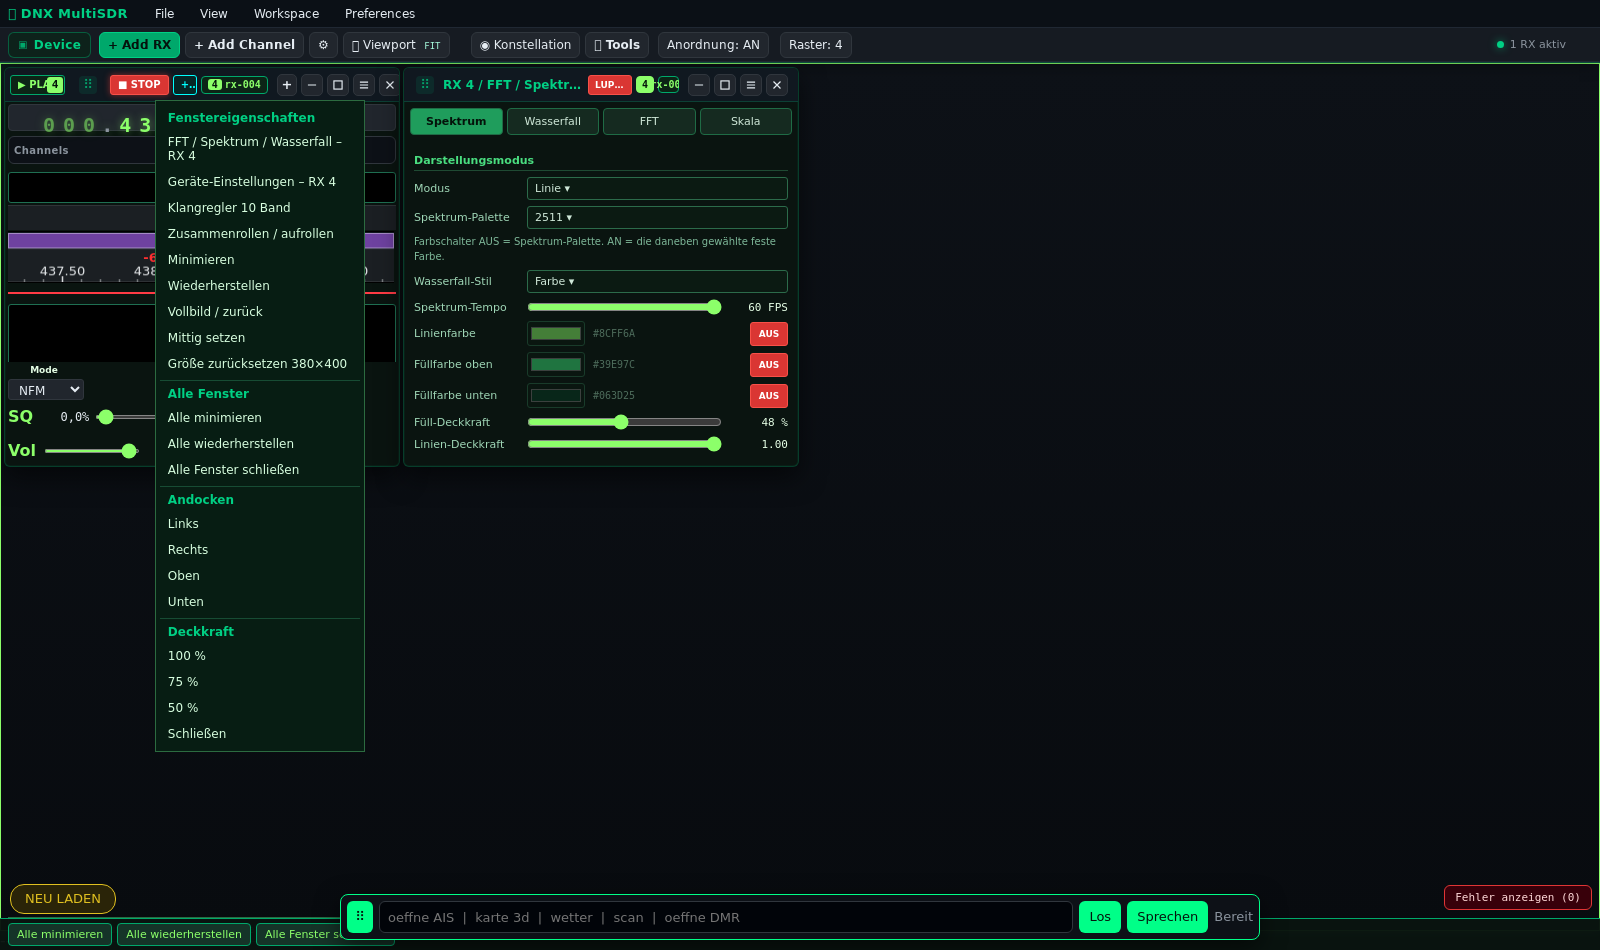 DNX MultiSDR File View Workspace Preferences
Device + Add RX + Add Channel ⚙ Viewport FIT ◉ Konstellation Tools Anordnung: AN Raster: 4 1 RX aktiv
4 ■ STOP +.. 4 rx-004 + − □ ≡ ✕
RX 4 / FFT / Spektr... LUP... 4 − □ ≡ ✕
000.43
Channels
437.50
Mode
NFM
SQ 0,0%
Vol
Fenstereigenschaften
FFT / Spektrum / Wasserfall –
RX 4
Geräte-Einstellungen – RX 4
Klangregler 10 Band
Zusammenrollen / aufrollen
Minimieren
Wiederherstellen
Vollbild / zurück
Mittig setzen
Größe zurücksetzen 380×400
Alle Fenster
Alle minimieren
Alle wiederherstellen
Alle Fenster schließen
Andocken
Links
Rechts
Oben
Unten
Deckkraft
100 %
75 %
50 %
Schließen
Spektrum Wasserfall FFT Skala
Darstellungsmodus
Modus Linie ▾
Spektrum-Palette 2511 ▾
Farbschalter AUS = Spektrum-Palette. AN = die daneben gewählte feste
Farbe.
Wasserfall-Stil Farbe ▾
Spektrum-Tempo 60 FPS
Linienfarbe #8CFF6A AUS
Füllfarbe oben #39E97C AUS
Füllfarbe unten #063D25 AUS
Füll-Deckkraft 48 %
Linien-Deckkraft 1.00
NEU LADEN
oeffne AIS | karte 3d | wetter | scan | oeffne DMR Los Sprechen Bereit
Fehler anzeigen (0)
Alle minimieren Alle wiederherstellen Alle Fenster